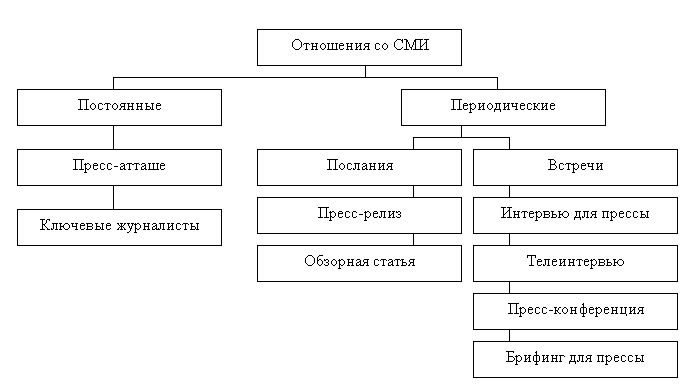 Отношения со СМИ
Постоянные
Периодические
Пресс-атташе
Послания
Встречи
Ключевые журналисты
Пресс-релиз
Интервью для прессы
Обзорная статья
Телеинтервью
Пресс-конференция
Брифинг для прессы